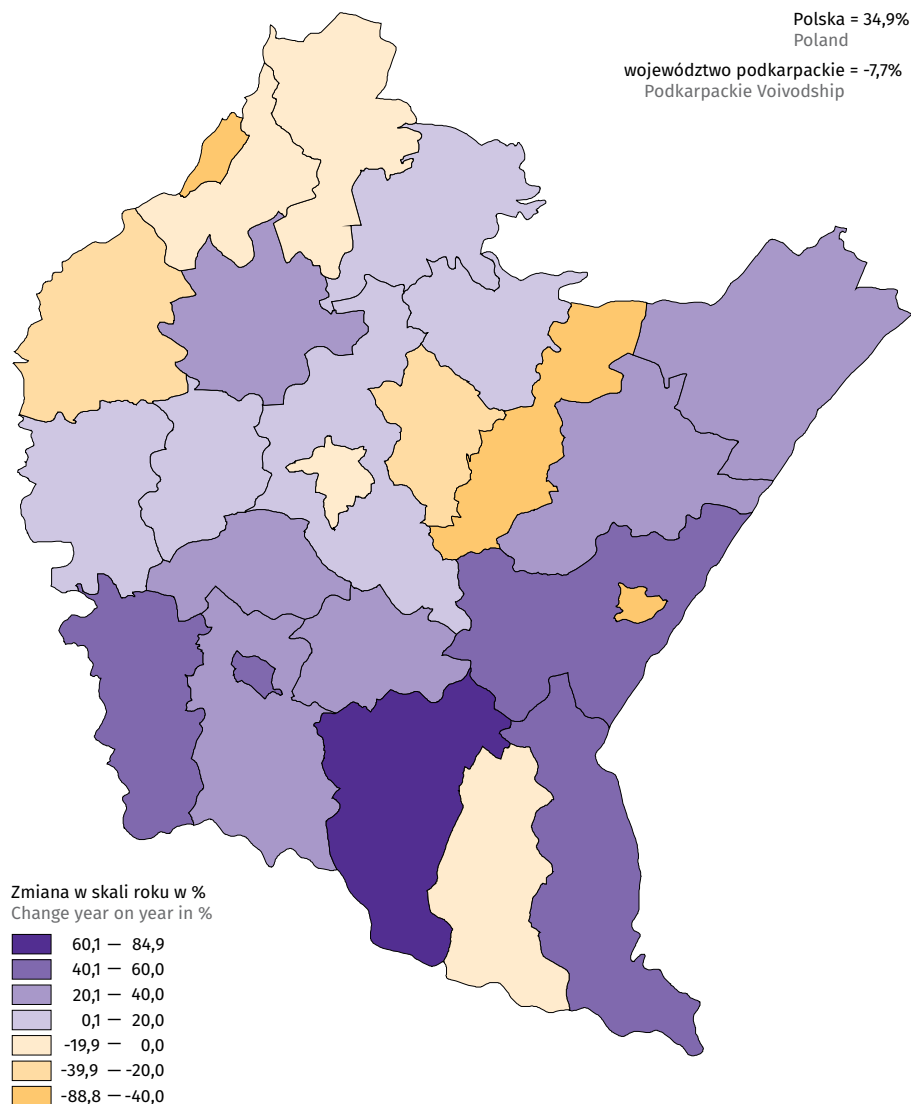 Polska = 34,9%
Poland
województwo podkarpackie = -7,7%
Podkarpackie Voivodship
Zmiana w skali roku w %
Change year on year in %
60,1 — 84,9
40,1 — 60,0
20,1 — 40,0
0,1 — 20,0
-19,9 — 0,0
-39,9 — -20,0
-88,8 — -40,0